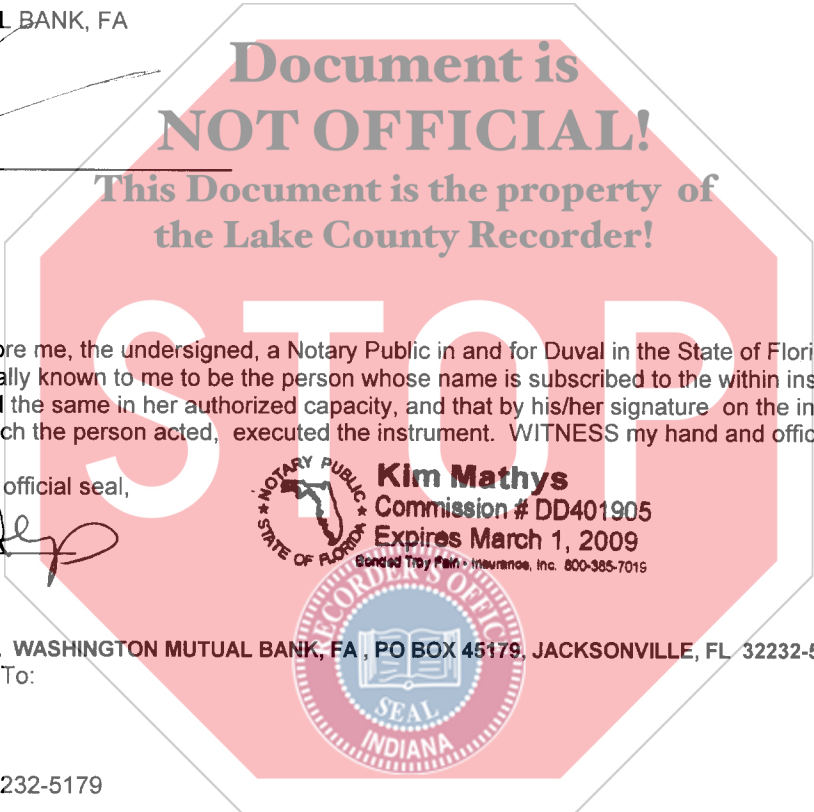 L BANK, FA
Document is
NOT OFFICIAL!
This Document is the property of
the Lake County Recorder!
STOP
ore me, the undersigned, a Notary Public in and for Duval in the State of Flori
ally known to me to be the person whose name is subscribed to the within ins
the same in her authorized capacity, and that by his/her signature on the in
ch the person acted, executed the instrument. WITNESS my hand and offic
official seal,
NOTARY PUBLIC
STATE OF FLORIDA
Kim Mathys
Commission # DD401905
Expires March 1, 2009
Bonded Troy Fain - Insurance, Inc. 800-385-7019
RECORDER'S OFFICE
WASHINGTON MUTUAL BANK, FA , PO BOX 45179, JACKSONVILLE, FL 32232-5
To:
SEAL
INDIANA
232-5179